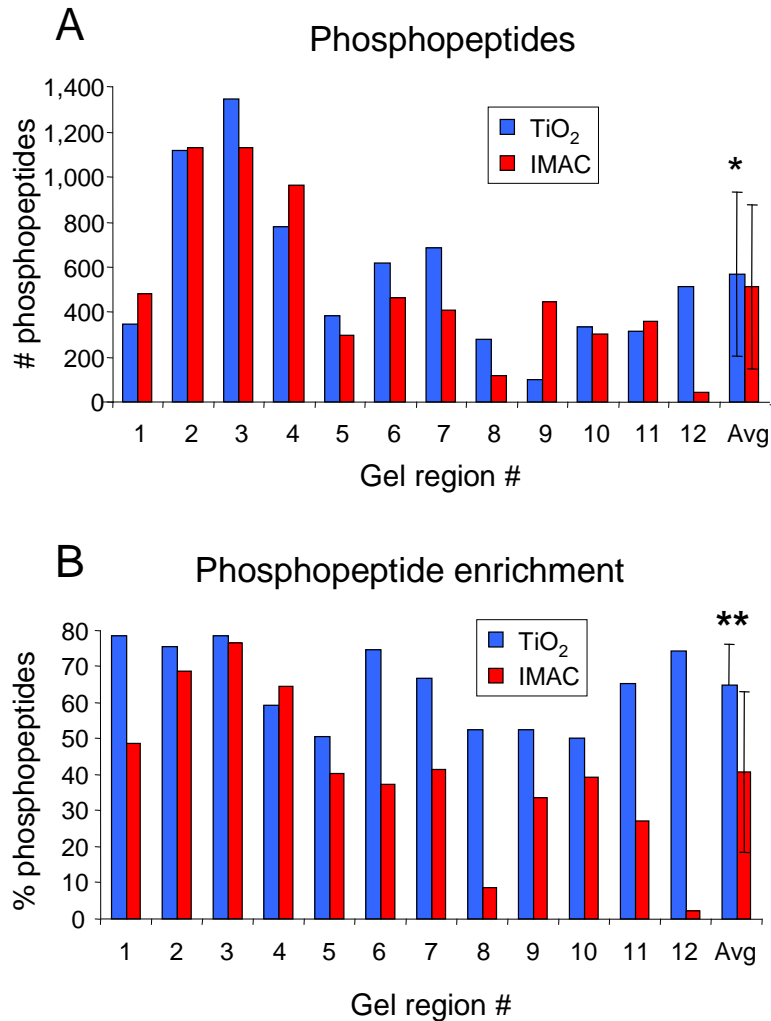 A
Phosphopeptides
# phosphopeptides
1,400
1,200
1,000
800
600
400
200
0
TiO₂
IMAC
*
1 2 3 4 5 6 7 8 9 10 11 12 Avg
Gel region #
B
Phosphopeptide enrichment
% phosphopeptides
80
70
60
50
40
30
20
10
0
TiO₂
IMAC
**
1 2 3 4 5 6 7 8 9 10 11 12 Avg
Gel region #